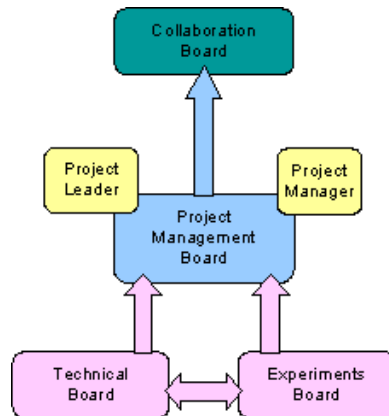 Collaboration
Board
Project
Leader
Project
Manager
Project
Management
Board
Technical
Board
Experiments
Board